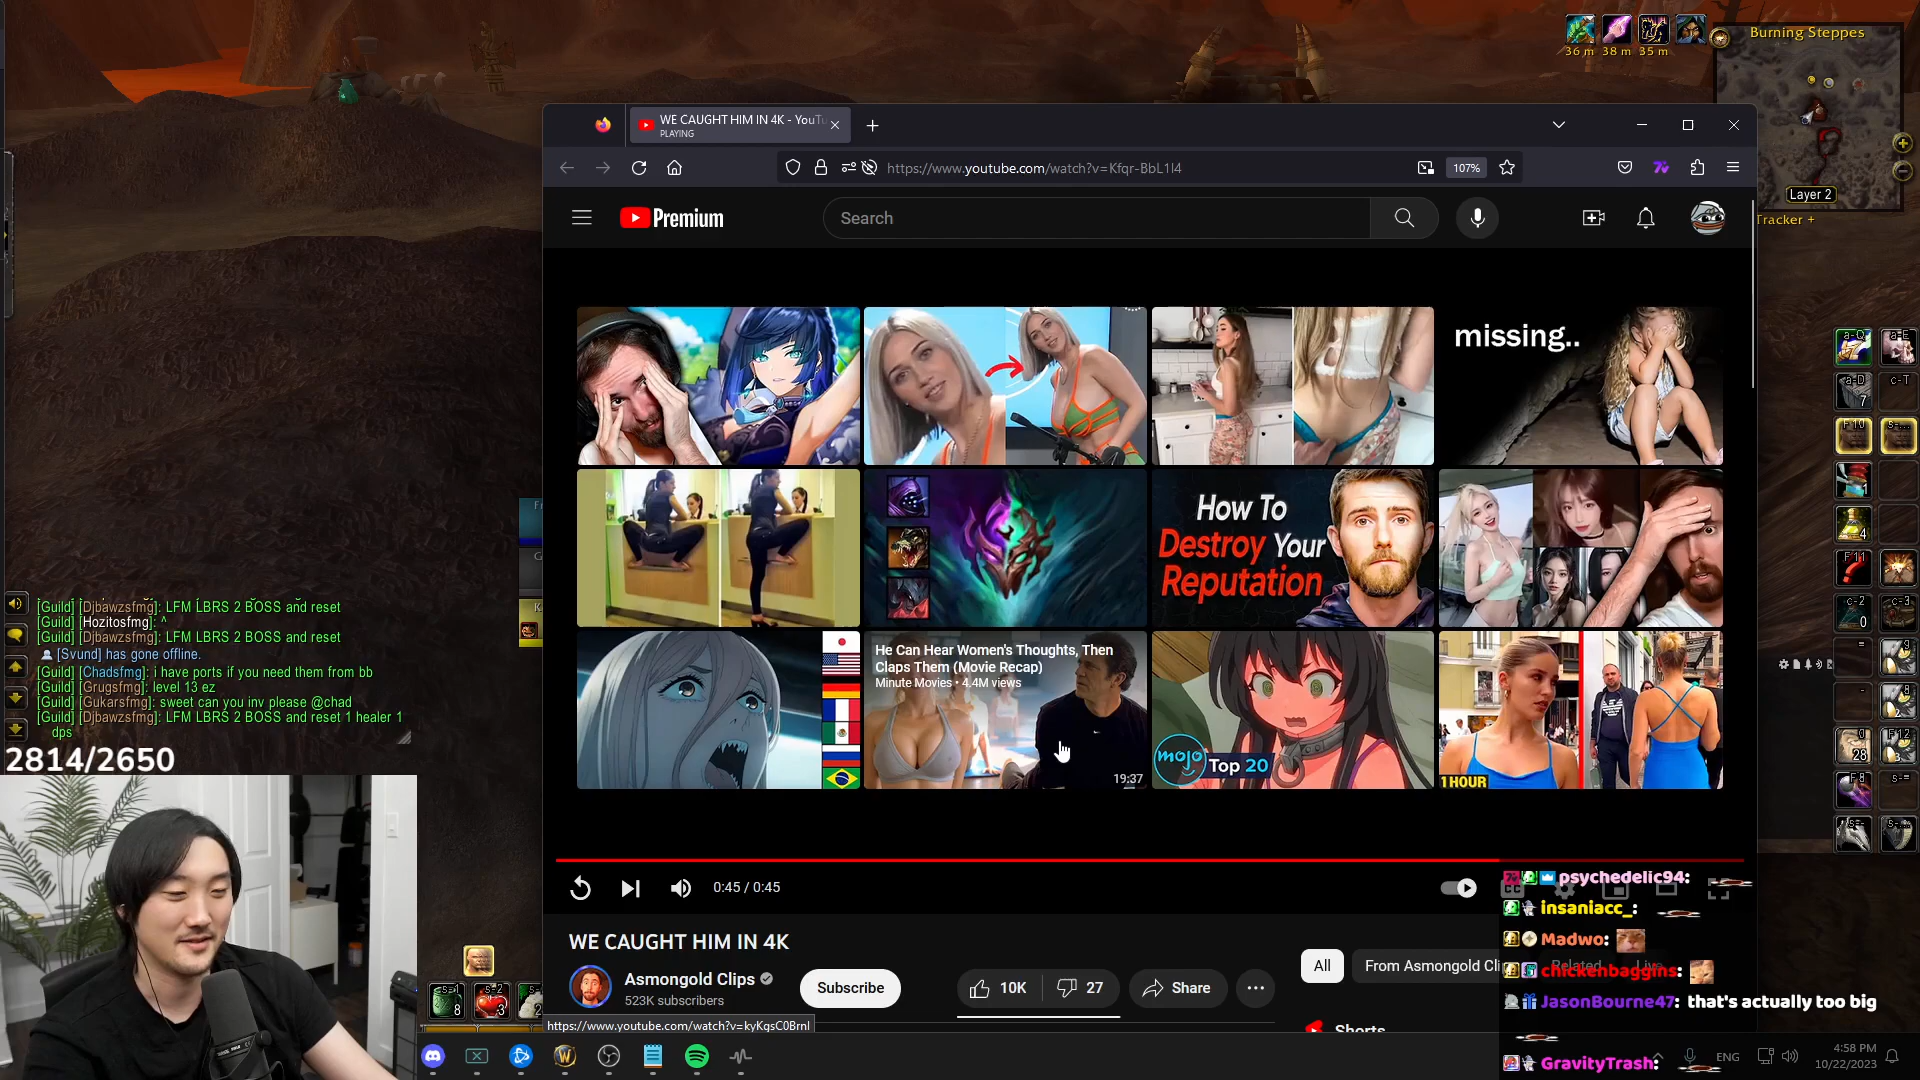 36 m 38 m 35 m
Burning Steppes
Layer 2
Tracker +
WE CAUGHT HIM IN 4K - YouTu
PLAYING
https://www.youtube.com/watch?v=Kfqr-BbL1I4
107%
Premium
Search
missing..
How To
Destroy Your
Reputation
He Can Hear Women's Thoughts, Then
Claps Them (Movie Recap)
Minute Movies • 4.4M views
19:37
mojo
Top 20
1 HOUR
0:45 / 0:45
WE CAUGHT HIM IN 4K
Asmongold Clips
523K subscribers
Subscribe
10K
27
Share
All
From Asmongold Cli
Related
Live
Shorts
https://www.youtube.com/watch?v=kyKqsC0BrnI
[Guild] [Djbawzsfmg]: LFM LBRS 2 BOSS and reset
[Guild] [Hozitosfmg]: ^
[Guild] [Djbawzsfmg]: LFM LBRS 2 BOSS and reset
[Svund] has gone offline.
[Guild] [Chadsfmg]: i have ports if you need them from bb
[Guild] [Grugsfmg]: level 13 ez
[Guild] [Gukarsfmg]: sweet can you inv please @chad
[Guild] [Djbawzsfmg]: LFM LBRS 2 BOSS and reset 1 healer 1
dps
2814/2650
psychedelic94:
insaniacc_:
Madwo:
chickenbaggins:
JasonBourne47: that's actually too big
GravityTrash:
ENG
4:58 PM
10/22/2023